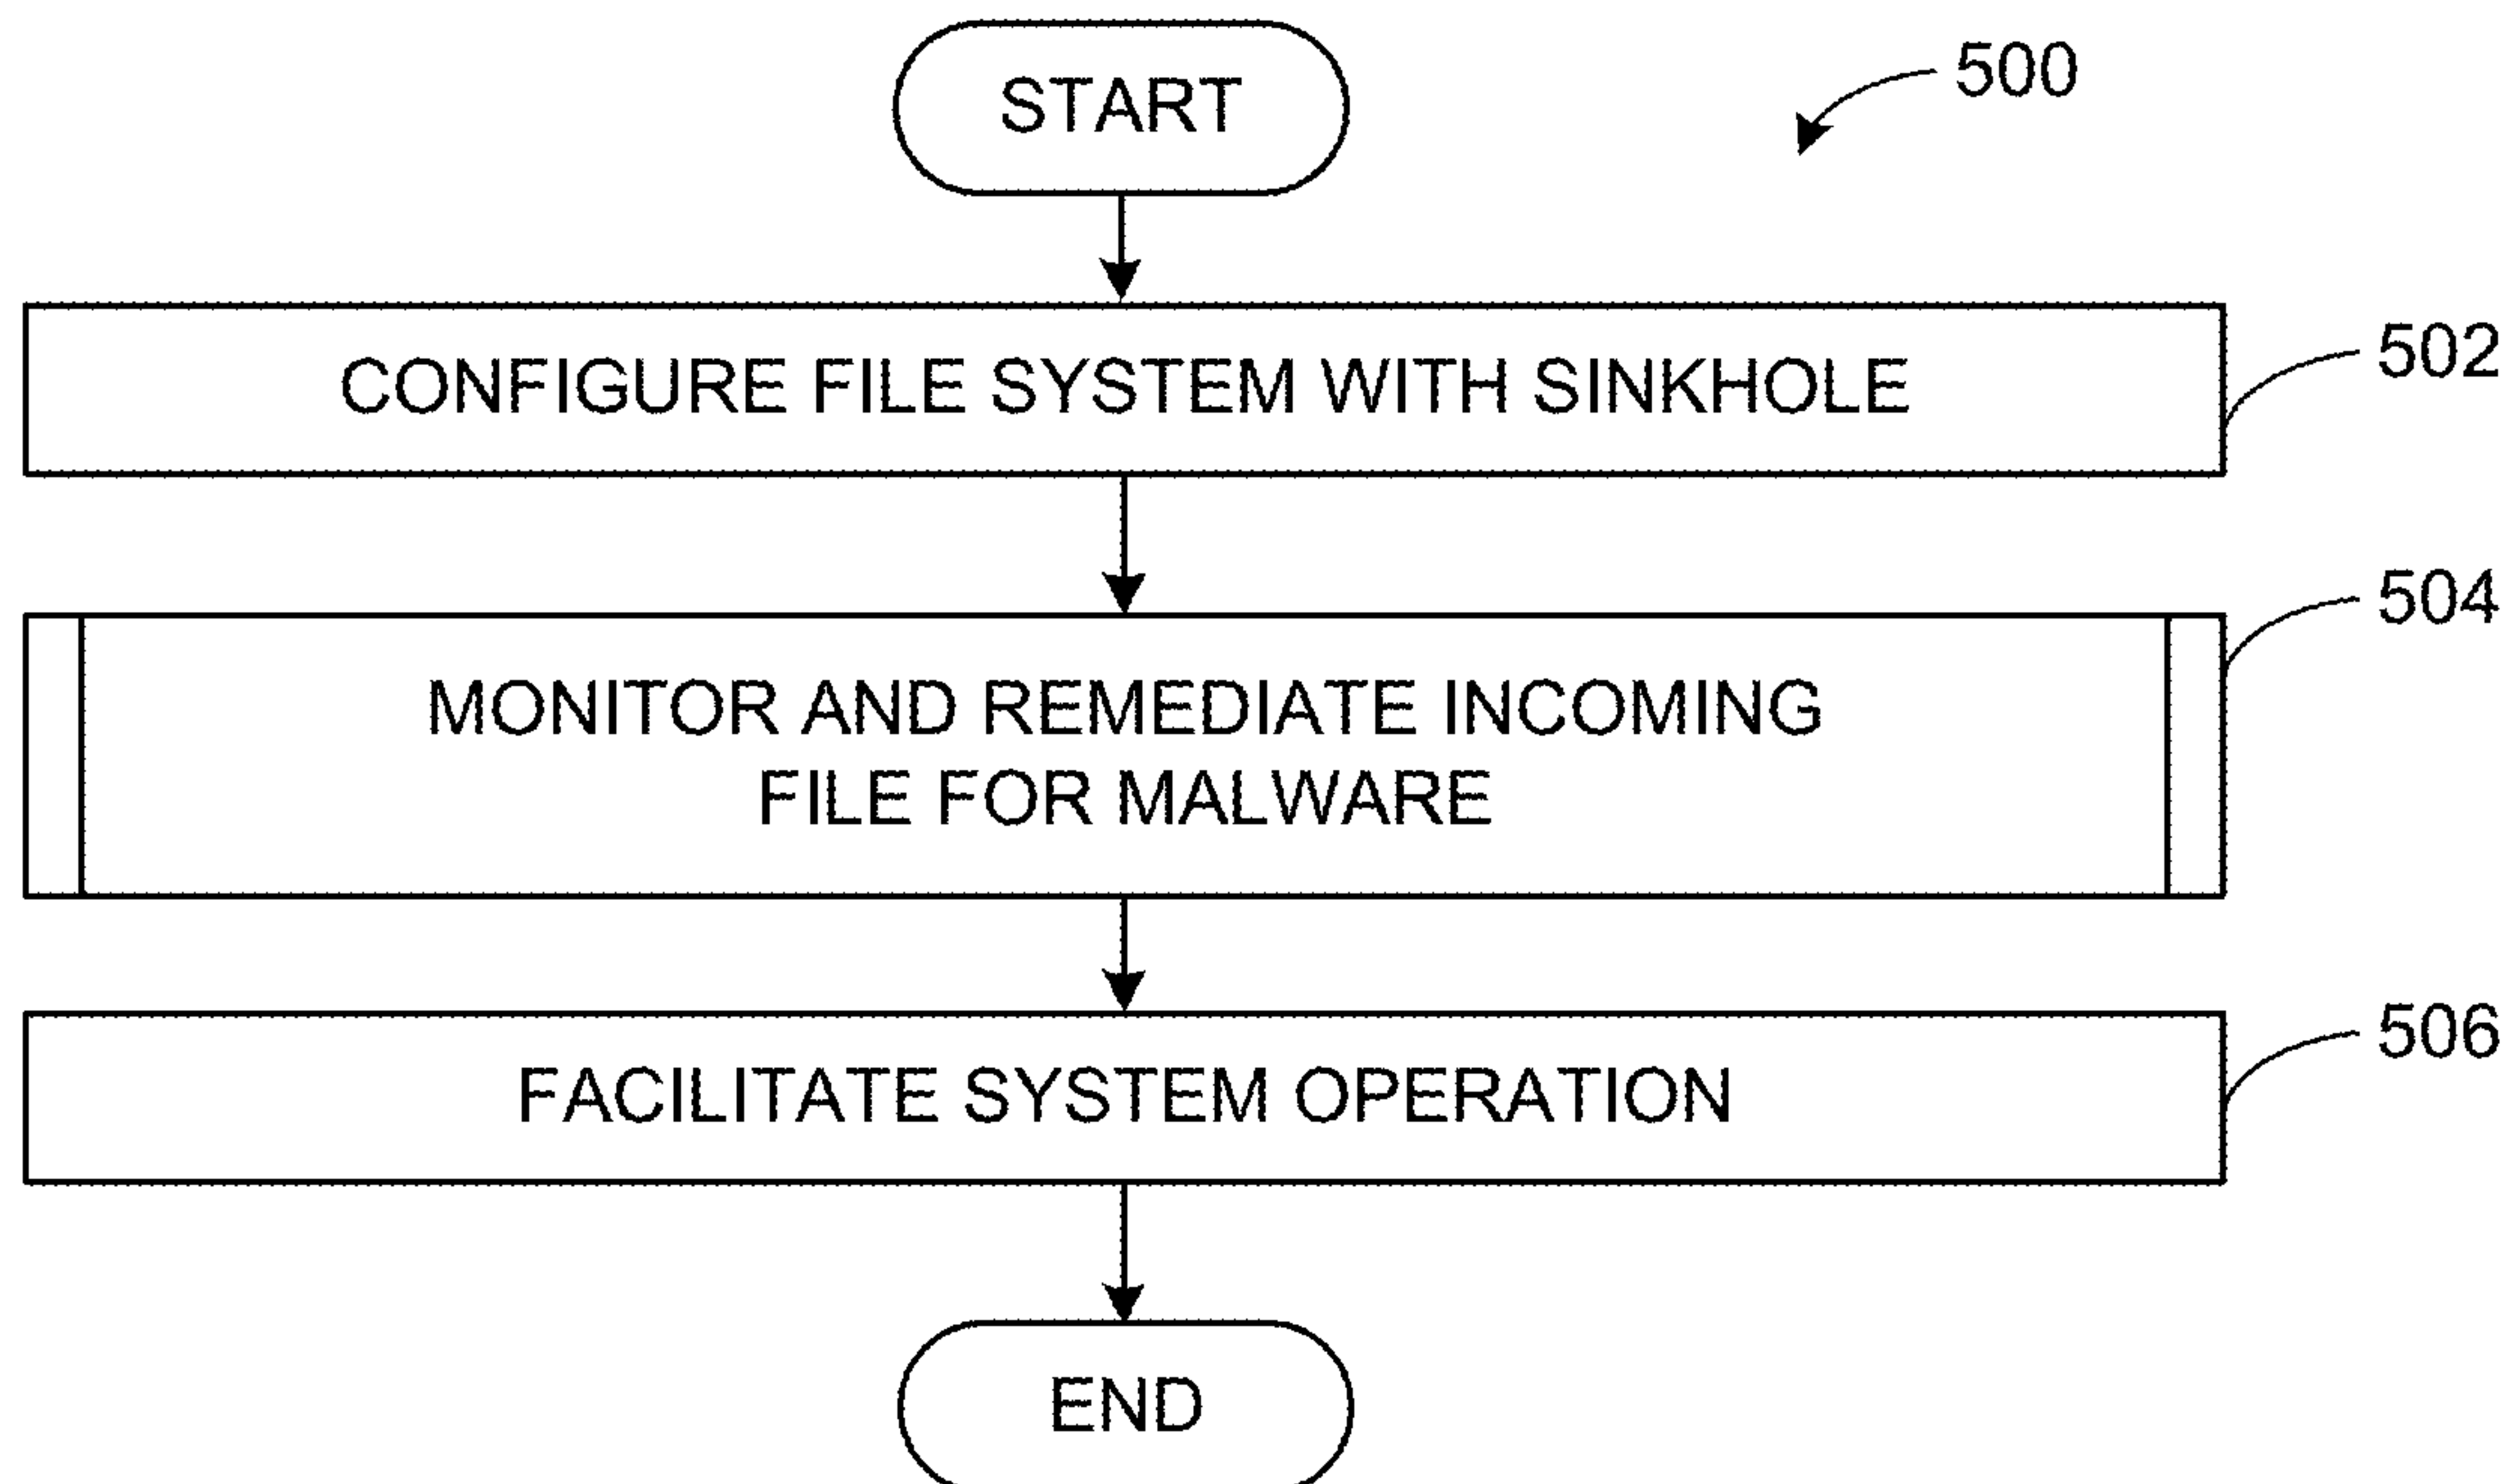 START
500
CONFIGURE FILE SYSTEM WITH SINKHOLE
502
MONITOR AND REMEDIATE INCOMING
FILE FOR MALWARE
504
FACILITATE SYSTEM OPERATION
506
END